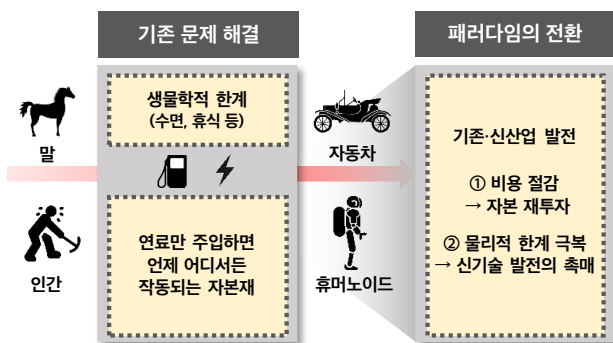 기존 문제 해결
패러다임의 전환
말
인간
생물학적 한계
(수면, 휴식 등)
연료만 주입하면
언제 어디서든
작동되는 자본재
자동차
휴머노이드
기존·신산업 발전
① 비용 절감
→ 자본 재투자
② 물리적 한계 극복
→ 신기술 발전의 촉매